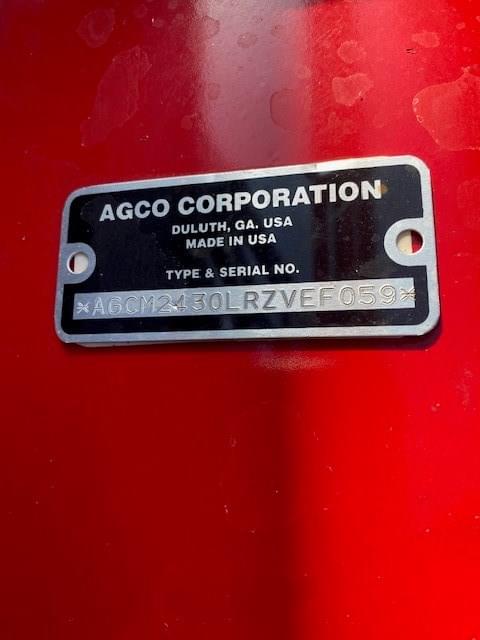 AGCO CORPORATION
DULUTH, GA. USA
MADE IN USA
TYPE & SERIAL NO.
*AGCM2430LRZVEF059*